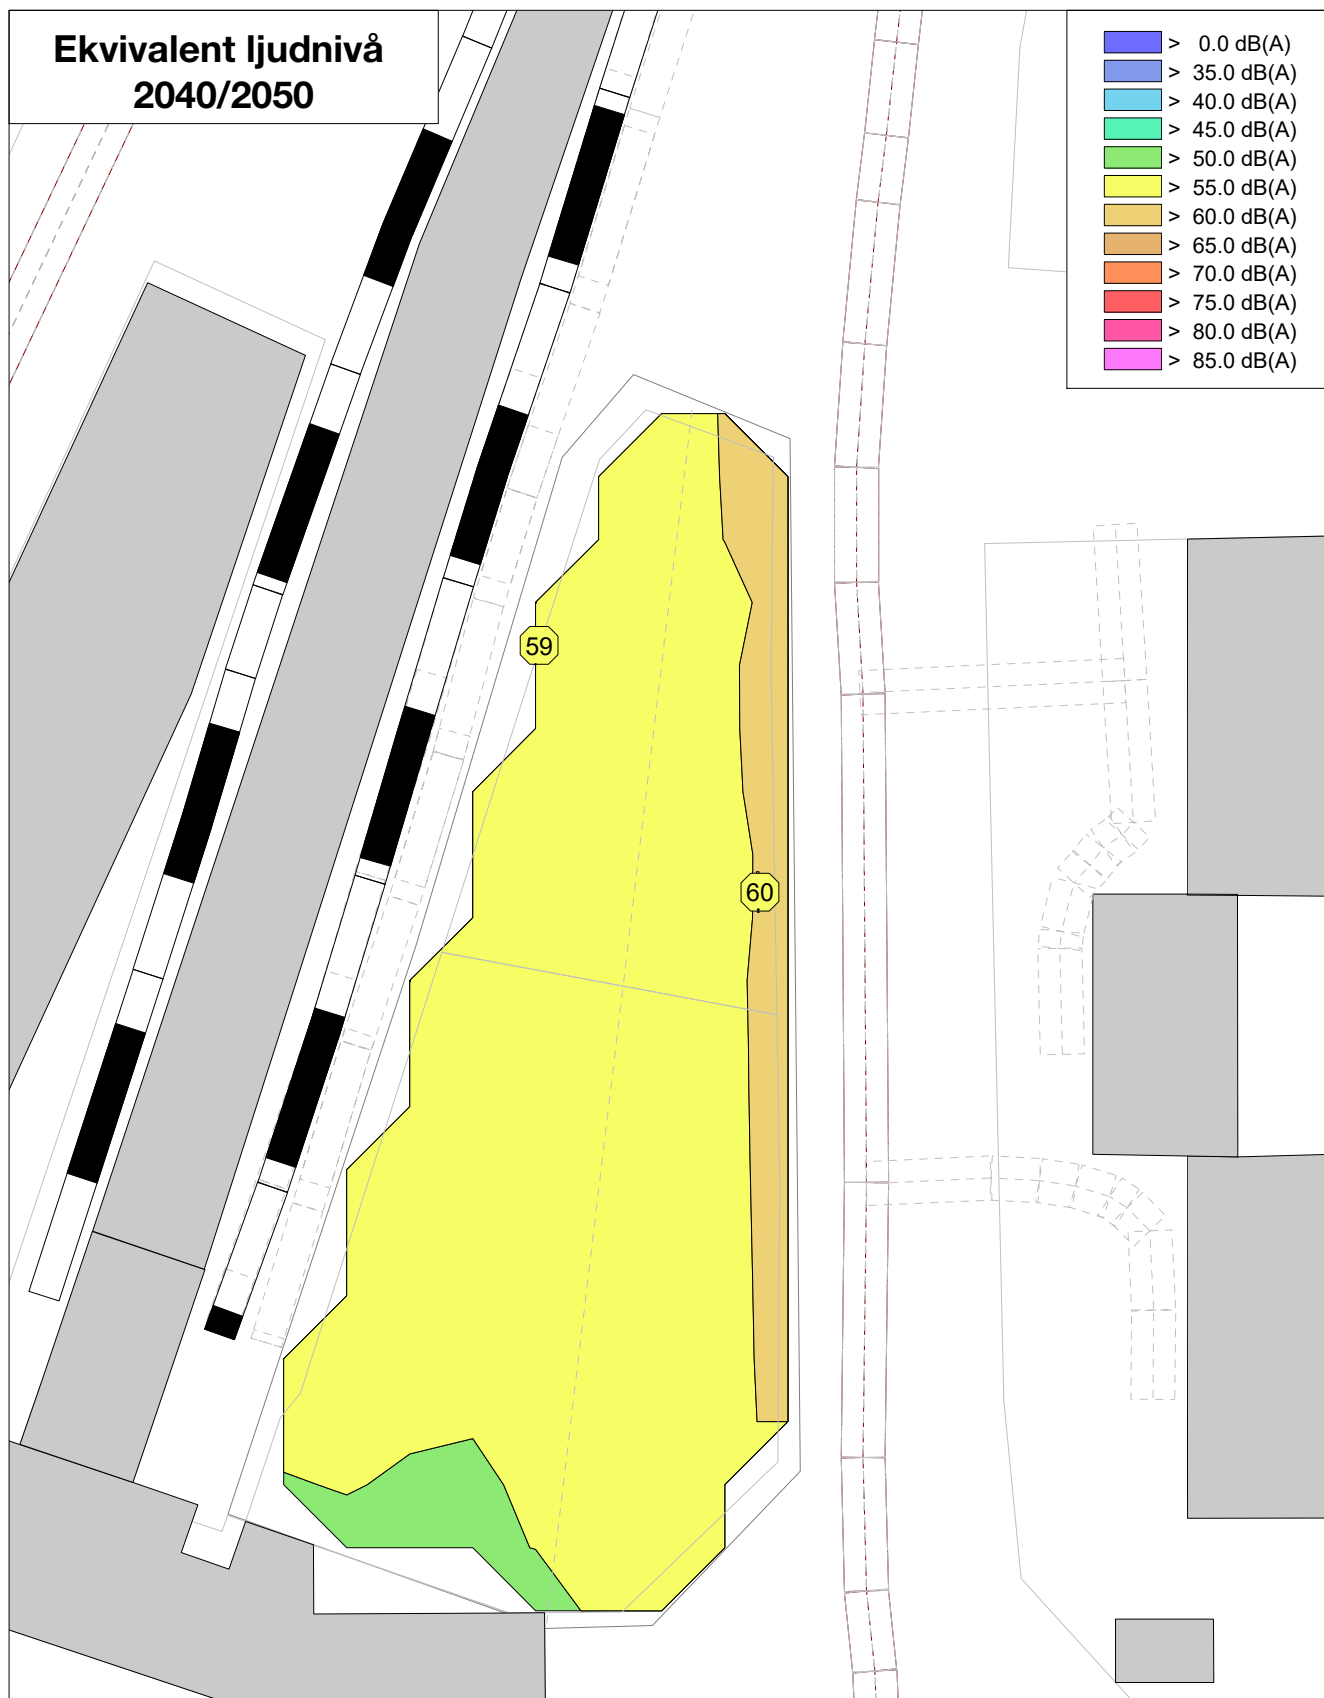 Ekvivalent ljudnivå
2040/2050
> 0.0 dB(A)
> 35.0 dB(A)
> 40.0 dB(A)
> 45.0 dB(A)
> 50.0 dB(A)
> 55.0 dB(A)
> 60.0 dB(A)
> 65.0 dB(A)
> 70.0 dB(A)
> 75.0 dB(A)
> 80.0 dB(A)
> 85.0 dB(A)
59
60